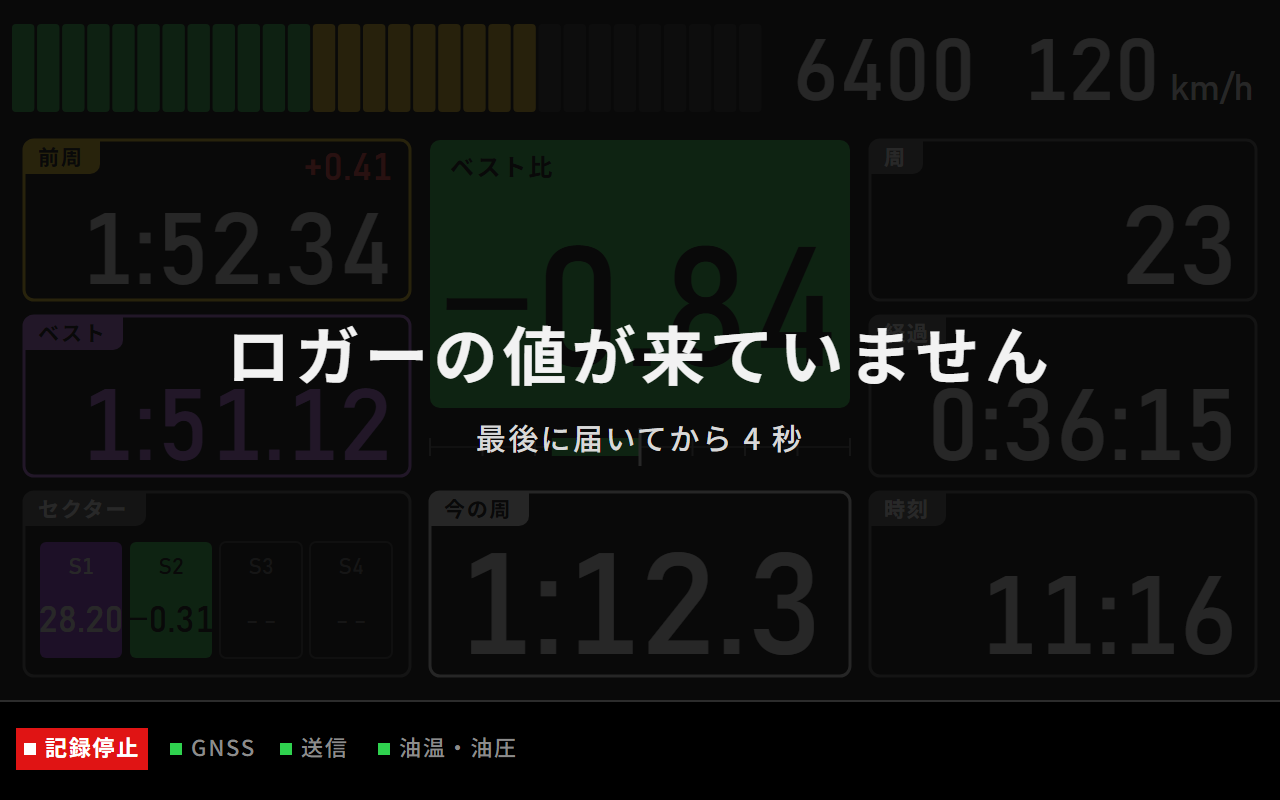 6400 120 km/h
前周 +0.41
1:52.34
ベスト比
−0.84
周
23
ベスト
1:51.12
経過
0:36:15
ロガーの値が来ていません
最後に届いてから 4 秒
セクター
S1 S2 S3 S4
28.20 −0.31 -- --
今の周
1:12.3
時刻
11:16
記録停止 GNSS 送信 油温・油圧